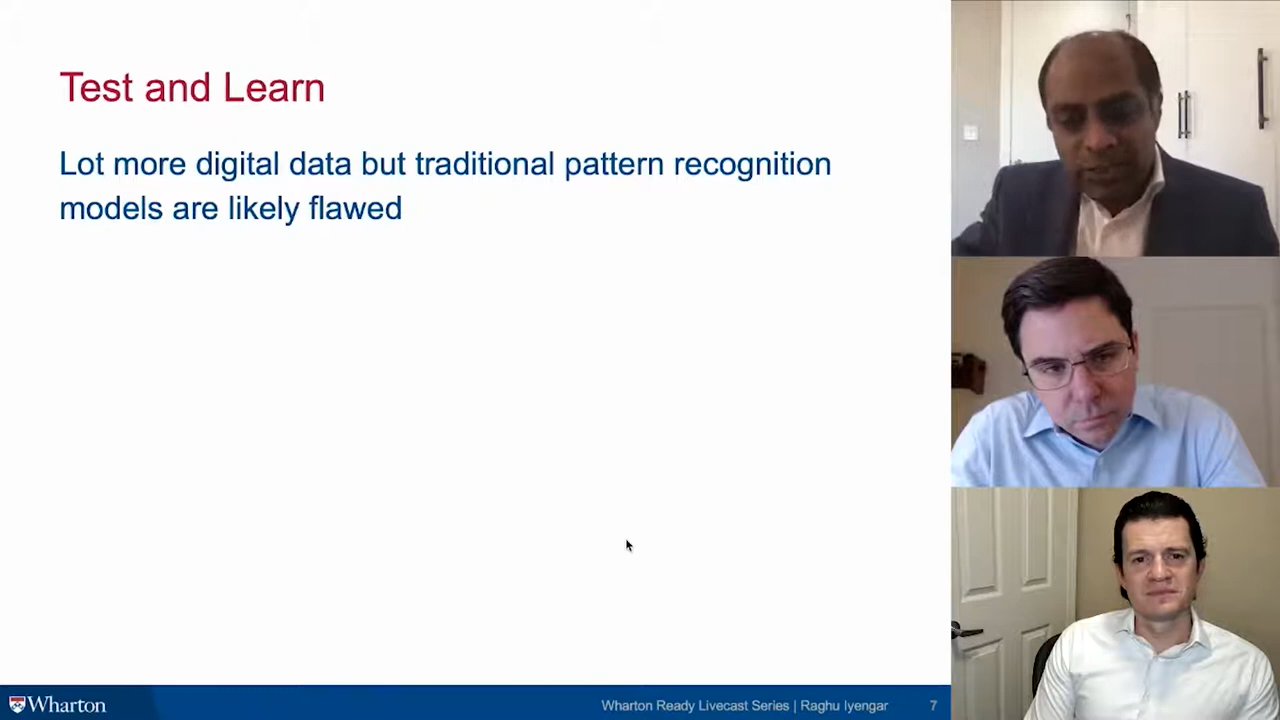 Test and Learn
Lot more digital data but traditional pattern recognition
models are likely flawed
Wharton
Wharton Ready Livecast Series | Raghu Iyengar
7